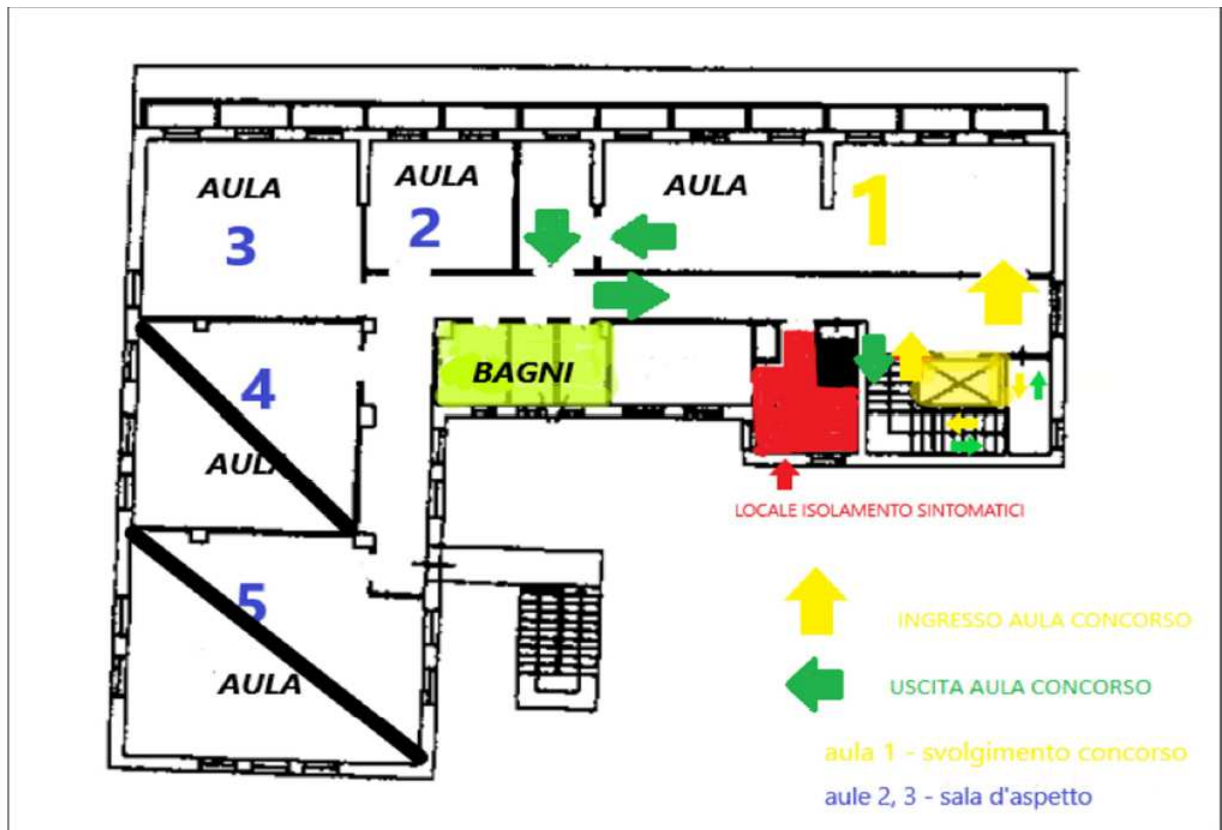 AULA
3
AULA
2
AULA
1
4
AULA
BAGNI
5
AULA
LOCALE ISOLAMENTO SINTOMATICI
INGRESSO AULA CONCORSO
USCITA AULA CONCORSO
aula 1 - svolgimento concorso
aule 2, 3 - sala d'aspetto